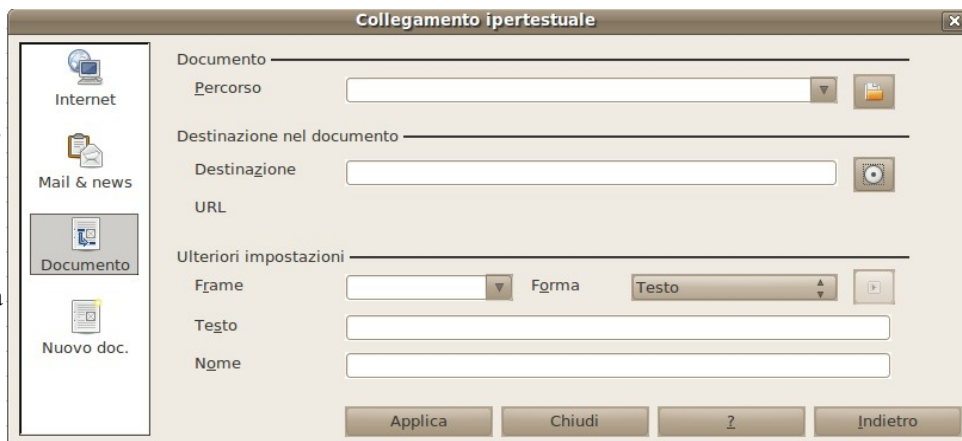 Collegamento ipertestuale
Internet
Mail & news
Documento
Nuovo doc.
Documento
Percorso
Destinazione nel documento
Destinazione
URL
Ulteriori impostazioni
Frame
Forma
Testo
Testo
Nome
Applica
Chiudi
?
Indietro